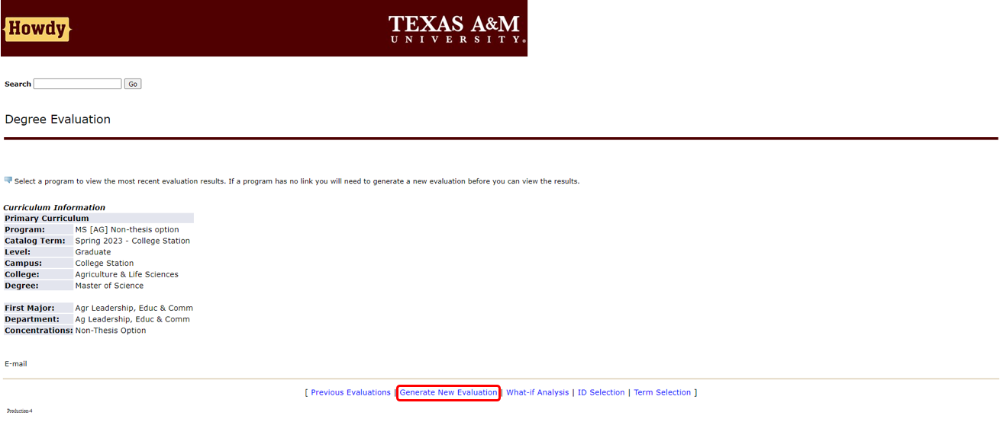 Howdy
TEXAS A&M
UNIVERSITY®
Search Go
Degree Evaluation
Select a program to view the most recent evaluation results. If a program has no link you will need to generate a new evaluation before you can view the results.
Curriculum Information
Primary Curriculum
Program: MS [AG] Non-thesis option
Catalog Term: Spring 2023 - College Station
Level: Graduate
Campus: College Station
College: Agriculture & Life Sciences
Degree: Master of Science
First Major: Agr Leadership, Educ & Comm
Department: Ag Leadership, Educ & Comm
Concentrations: Non-Thesis Option
E-mail
[ Previous Evaluations | Generate New Evaluation | What-if Analysis | ID Selection | Term Selection ]
Production-4